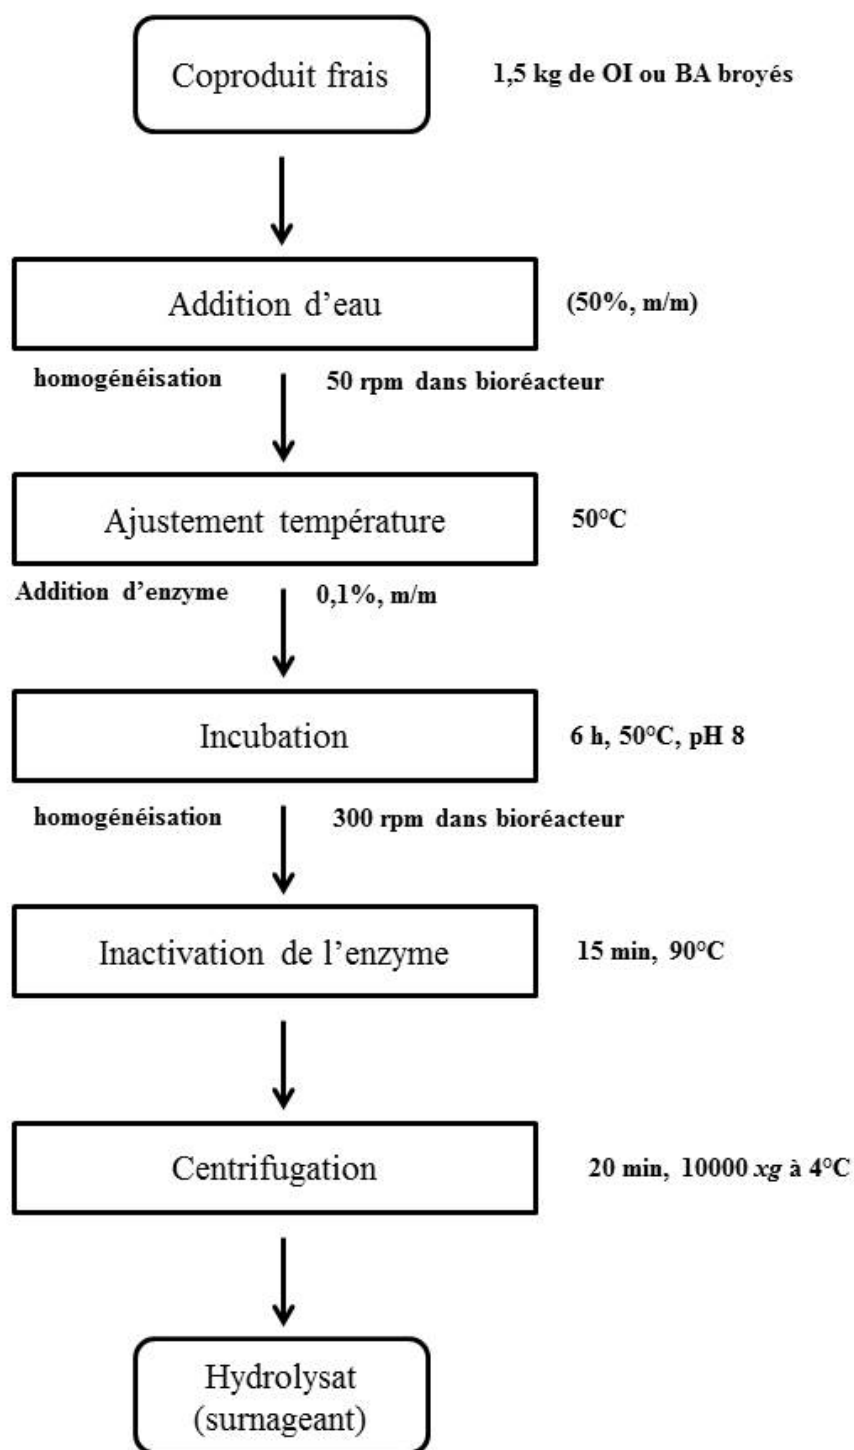 Coproduit frais
1,5 kg de OI ou BA broyés
Addition d’eau
(50%, m/m)
homogénéisation
50 rpm dans bioréacteur
Ajustement température
50°C
Addition d’enzyme
0,1%, m/m
Incubation
6 h, 50°C, pH 8
homogénéisation
300 rpm dans bioréacteur
Inactivation de l’enzyme
15 min, 90°C
Centrifugation
20 min, 10000 xg à 4°C
Hydrolysat
(surnageant)